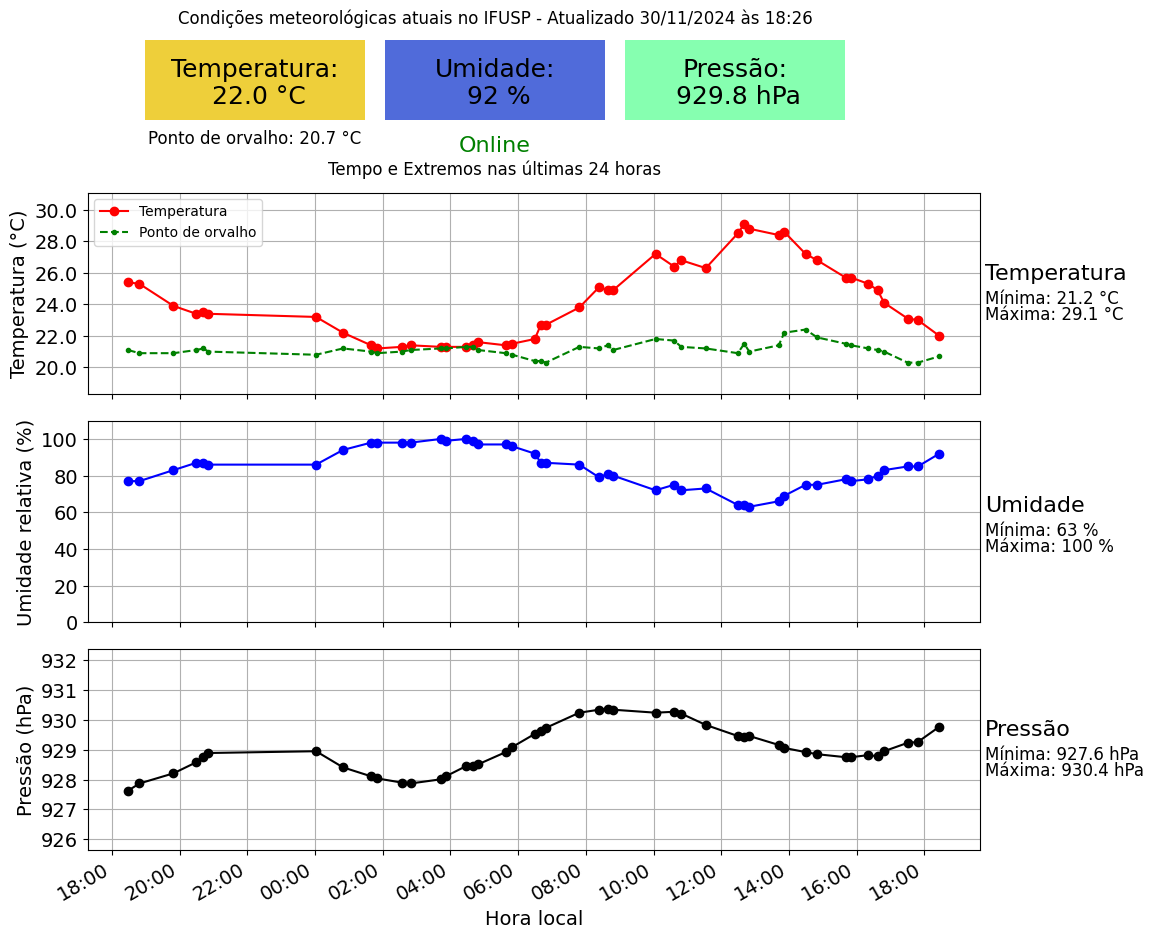 Condições meteorológicas atuais no IFUSP - Atualizado 30/11/2024 às 18:26
Temperatura:
22.0 °C
Umidade:
92 %
Pressão:
929.8 hPa
Ponto de orvalho: 20.7 °C
Online
Tempo e Extremos nas últimas 24 horas
Temperatura (°C)
30.0
28.0
26.0
24.0
22.0
20.0
Temperatura
Ponto de orvalho
Temperatura
Mínima: 21.2 °C
Máxima: 29.1 °C
Umidade relativa (%)
100
80
60
40
20
0
Umidade
Mínima: 63 %
Máxima: 100 %
Pressão (hPa)
932
931
930
929
928
927
926
Pressão
Mínima: 927.6 hPa
Máxima: 930.4 hPa
18:00 20:00 22:00 00:00 02:00 04:00 06:00 08:00 10:00 12:00 14:00 16:00 18:00
Hora local